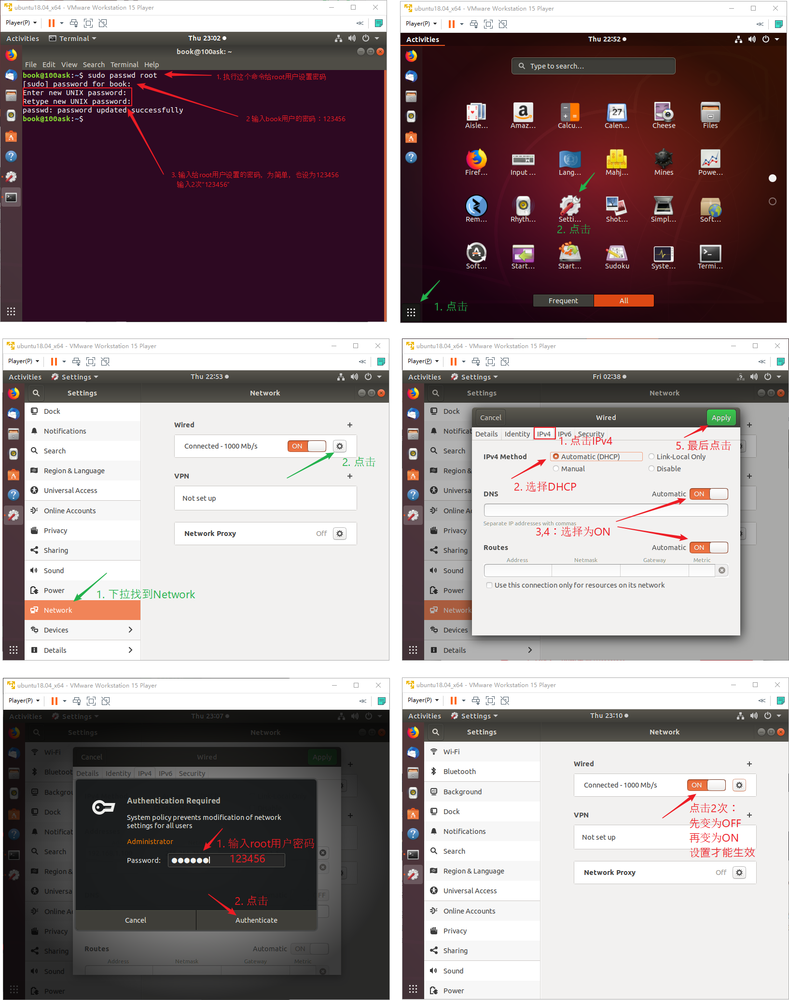 ubuntu18.04_x64 - VMware Workstation 15 Player
Player(P)
Activities Terminal Thu 23:02
book@100ask: ~
File Edit View Search Terminal Help
book@100ask:~$ sudo passwd root
1. 执行这个命令给root用户设置密码
[sudo] password for book:
Enter new UNIX password:
Retype new UNIX password:
passwd: password updated successfully
book@100ask:~$
2 输入book用户的密码：123456
3. 输入给root用户设置的密码，为简单，也设为123456
输入2次“123456”
ubuntu18.04_x64 - VMware Workstation 15 Player
Player(P)
Activities Thu 22:52
Type to search...
Aisle... Amaz... Calcu... Calen... Cheese Files
Firef... Input ... Lang... Mahj... Mines Powe...
Rem... Rhyth... Setti... Shot... Simpl... Soft...
2. 点击
Soft... Start... Start... Sudoku Syste... Termi...
Frequent All
1. 点击
ubuntu18.04_x64 - VMware Workstation 15 Player
Player(P)
Activities Settings Thu 22:53
Settings Network
Dock
Notifications
Search
Region & Language
Universal Access
Online Accounts
Privacy
Sharing
Sound
Power
Network
Devices
Details
Wired
Connected - 1000 Mb/s ON
2. 点击
VPN
Not set up
Network Proxy Off
1. 下拉找到Network
ubuntu18.04_x64 - VMware Workstation 15 Player
Player(P)
Activities Settings Fri 02:38
Settings Network
Dock
Notificat
Search
Region &
Universa
Online Ac
Privacy
Sharing
Sound
Power
Network
Devices
Details
Cancel Wired Apply
Details Identity IPv4 IPv6 Security
1. 点击IPv4
5. 最后点击
IPv4 Method Automatic (DHCP) Link-Local Only
Manual Disable
2. 选择DHCP
DNS Automatic ON
Separate IP addresses with commas
3,4：选择为ON
Routes Automatic ON
Address Netmask Gateway Metric
Use this connection only for resources on its network
ubuntu18.04_x64 - VMware Workstation 15 Player
Player(P)
Activities Settings Thu 23:07
Settings Network
Wi-Fi
Bluetoot
Backgrou
Dock
Notificat
Search
Region &
Universa
Online Ac
Privacy
Sharing
Sound
Power
Cancel Wired Apply
Details Identity IPv4 IPv6 Security
Authentication Required
System policy prevents modification of network
settings for all users
Administrator
1. 输入root用户密码
123456
Password:
2. 点击
Cancel Authenticate
Routes Automatic ON
Address Netmask Gateway Metric
ubuntu18.04_x64 - VMware Workstation 15 Player
Player(P)
Activities Settings Thu 23:10
Settings Network
Wi-Fi
Bluetooth
Background
Dock
Notifications
Search
Region & Language
Universal Access
Online Accounts
Privacy
Sharing
Sound
Power
Wired
Connected - 1000 Mb/s ON
点击2次：
先变为OFF
再变为ON
设置才能生效
VPN
Not set up
Network Proxy Off